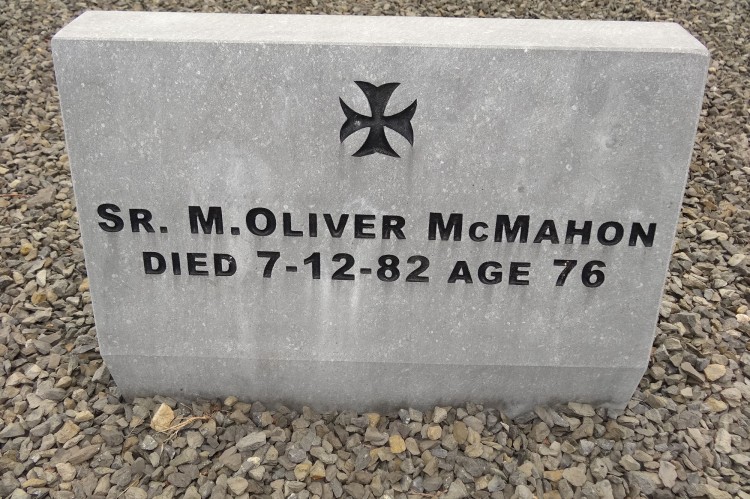 SR. M.OLIVER McMAHON
DIED 7-12-82 AGE 76